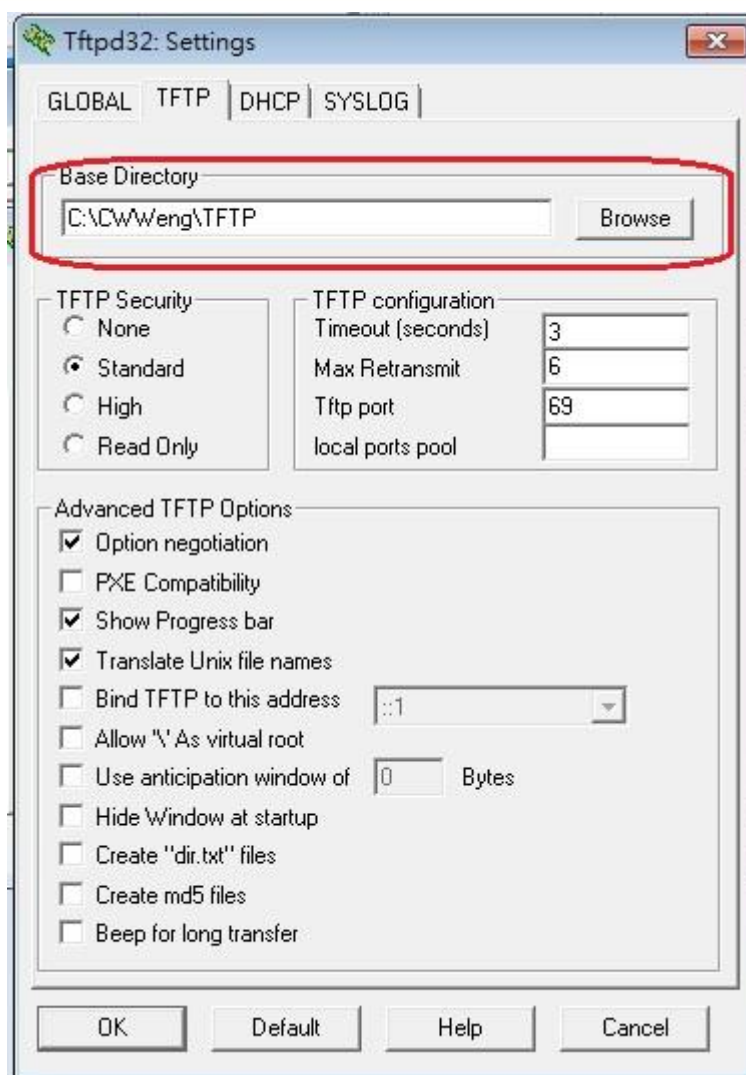 Tftpd32: Settings
GLOBAL TFTP DHCP SYSLOG
Base Directory
C:\CWWeng\TFTP Browse
TFTP Security
None
Standard
High
Read Only
TFTP configuration
Timeout (seconds) 3
Max Retransmit 6
Tftp port 69
local ports pool
Advanced TFTP Options
Option negotiation
PXE Compatibility
Show Progress bar
Translate Unix file names
Bind TFTP to this address ::1
Allow '\' As virtual root
Use anticipation window of 0 Bytes
Hide Window at startup
Create "dir.txt" files
Create md5 files
Beep for long transfer
OK Default Help Cancel